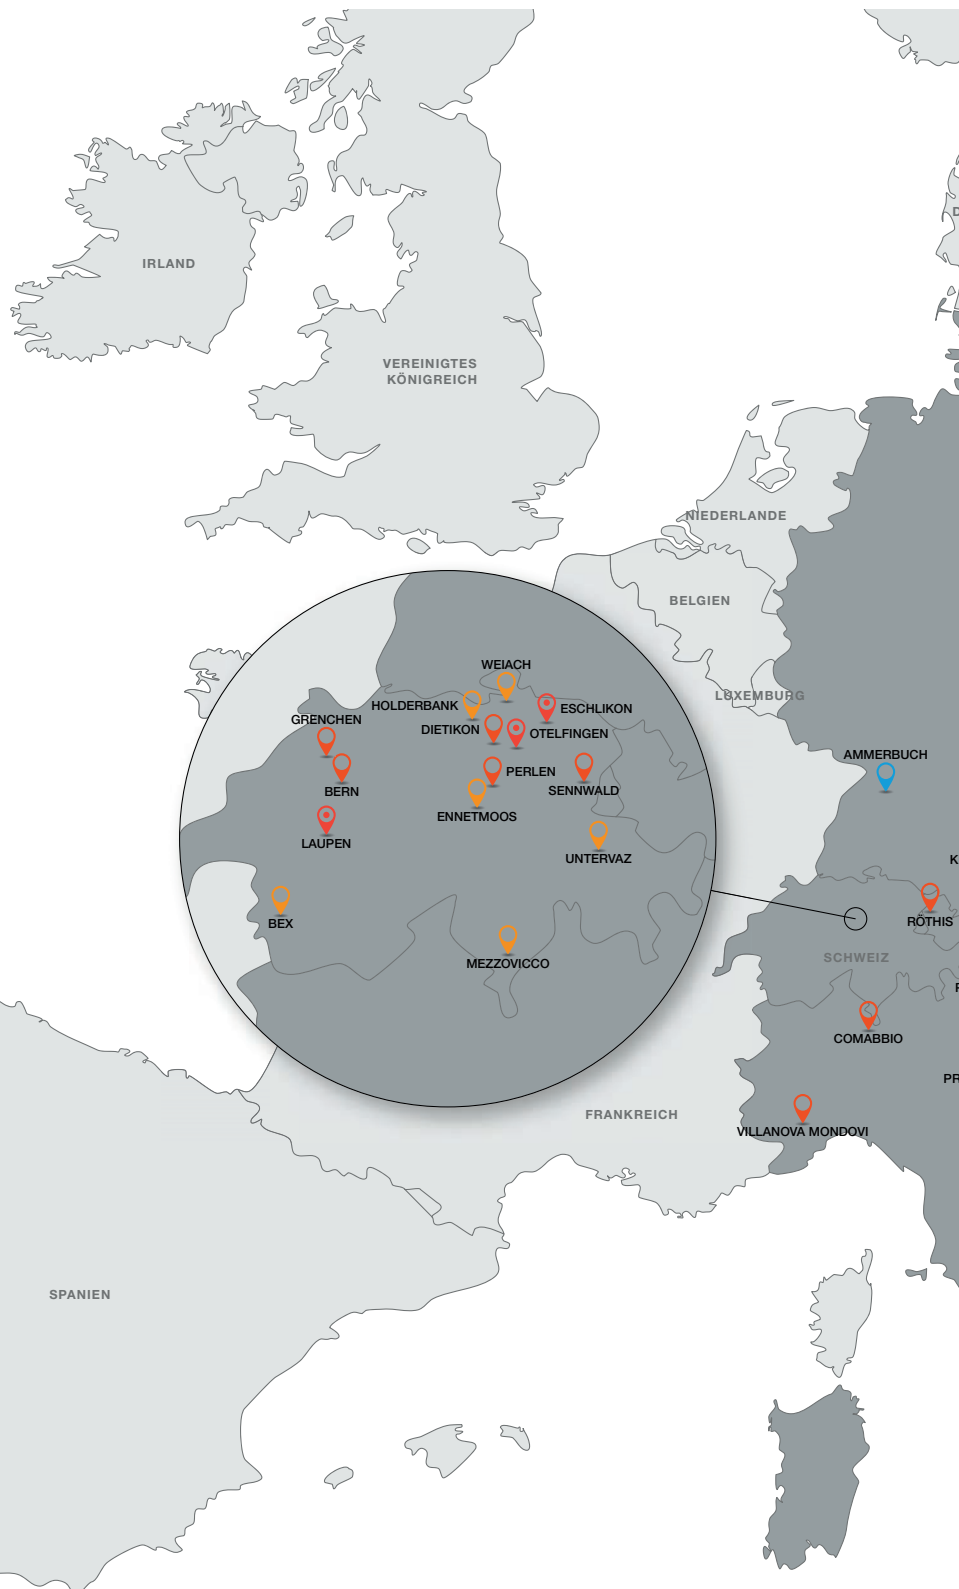 D
IRLAND
VEREINIGTES
KÖNIGREICH
NIEDERLANDE
BELGIEN
LUXEMBURG
WEIACH
HOLDERBANK
ESCHLIKON
GRENCHEN
DIETIKON
OTELFINGEN
AMMERBUCH
PERLEN
BERN
SENNWALD
ENNETMOOS
LAUPEN
UNTERVAZ
K
BEX
RÖTHIS
MEZZOVICCO
SCHWEIZ
COMABBIO
PR
FRANKREICH
VILLANOVA MONDOVI
SPANIEN